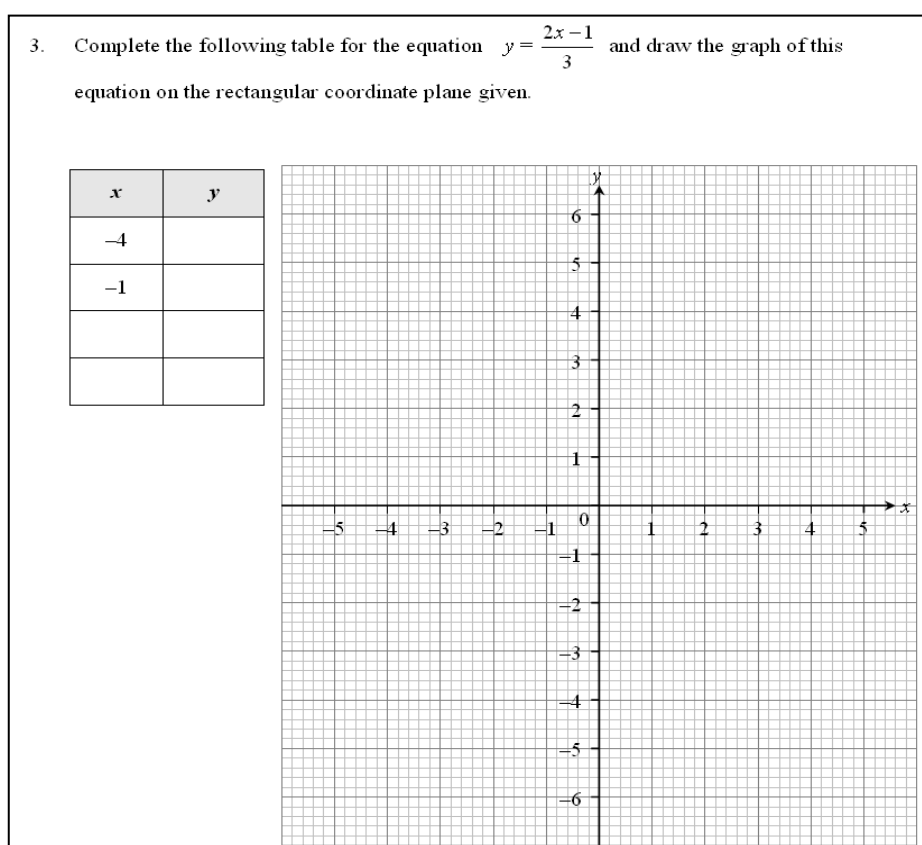 3. Complete the following table for the equation y = (2x – 1)/3 and draw the graph of this
equation on the rectangular coordinate plane given.
x y
–4
–1
y
6
5
4
3
2
1
–5 –4 –3 –2 –1 0 1 2 3 4 5 x
–1
–2
–3
–4
–5
–6